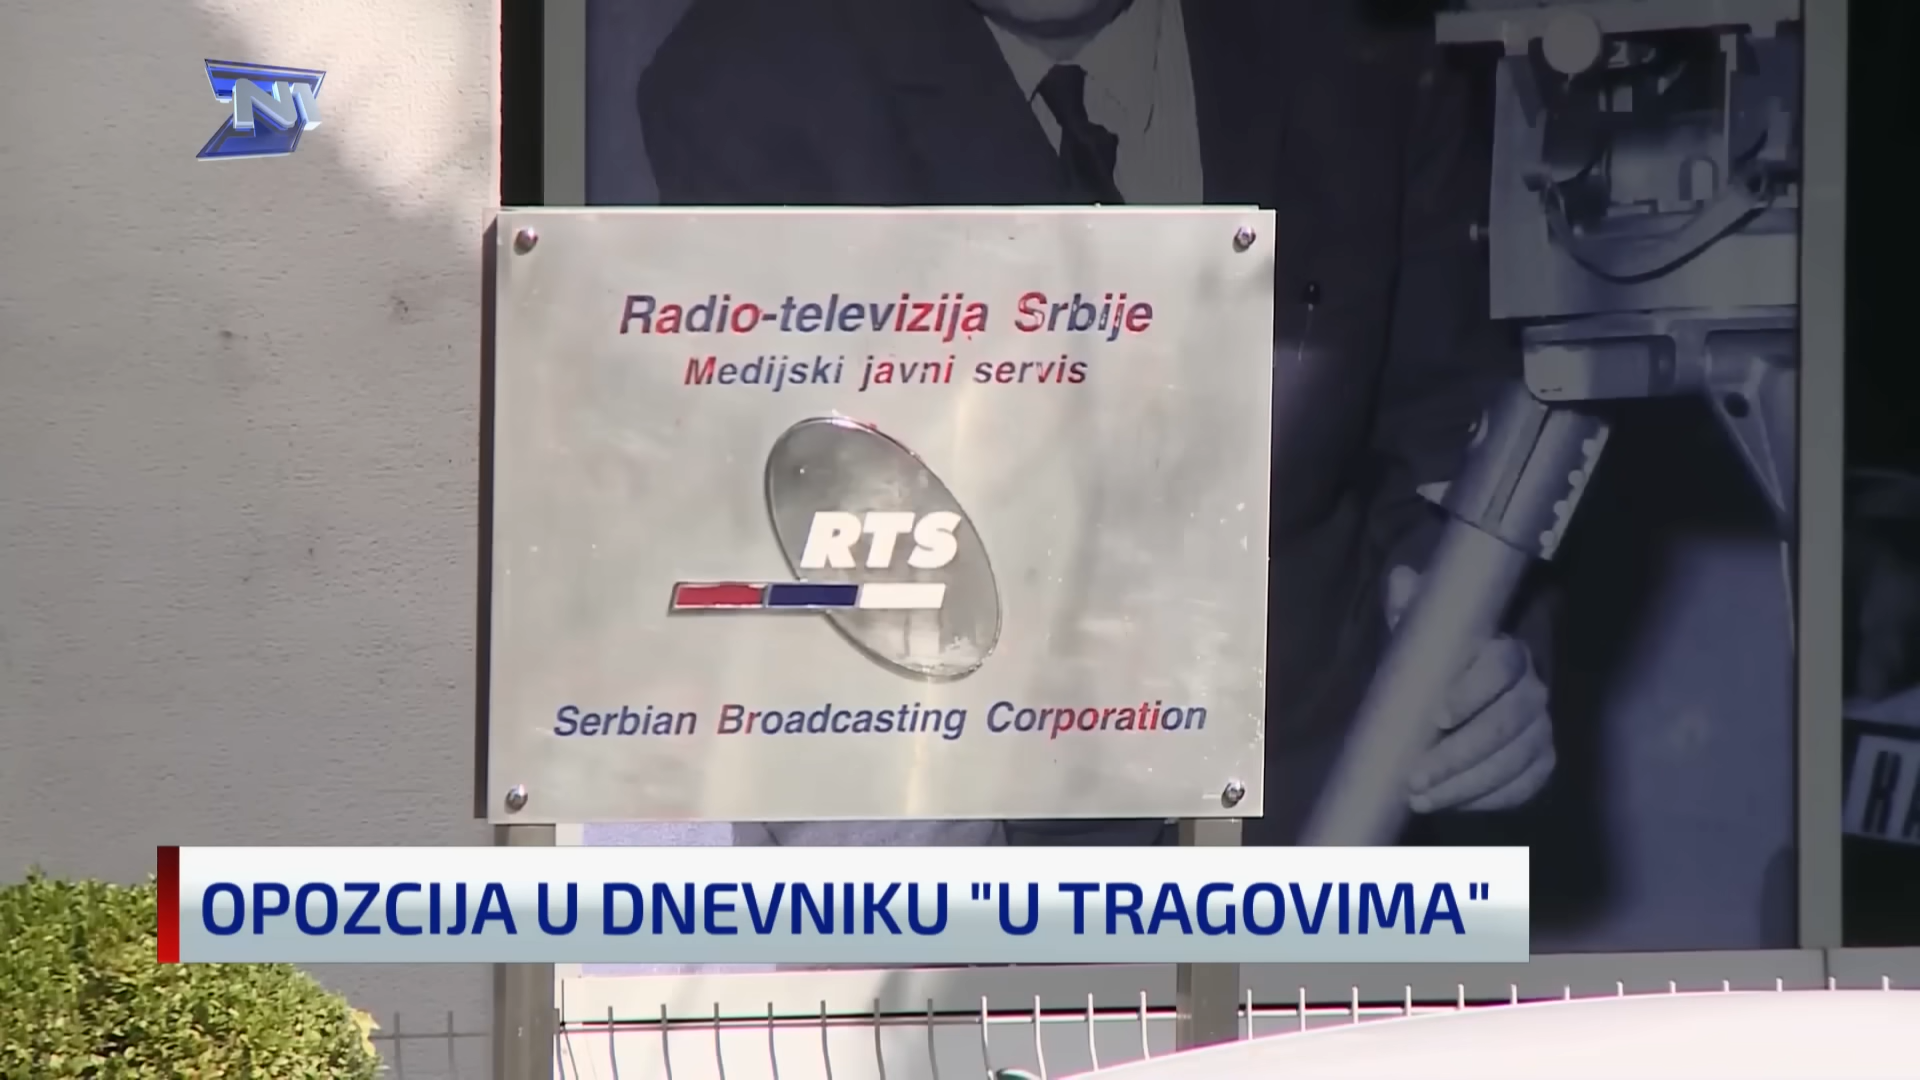 N1
Radio-televizija Srbije
Medijski javni servis
RTS
Serbian Broadcasting Corporation
OPOZCIJA U DNEVNIKU "U TRAGOVIMA"